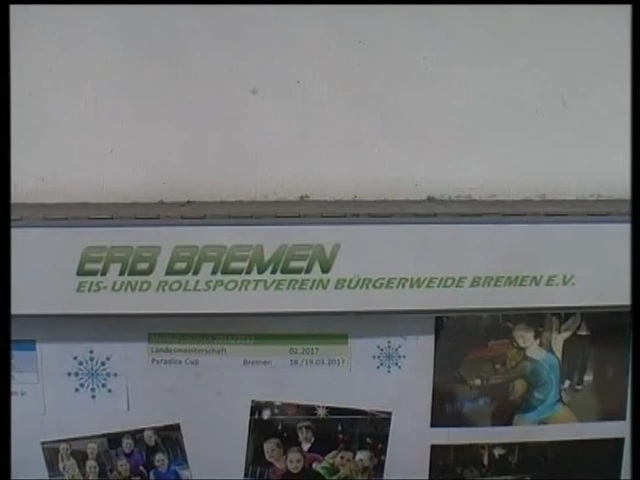 ERB BREMEN
EIS- UND ROLLSPORTVEREIN BÜRGERWEIDE BREMEN E.V.
Landesmeisterschaft 02.2017
Paradice Cup Bremen 18./19.03.2017